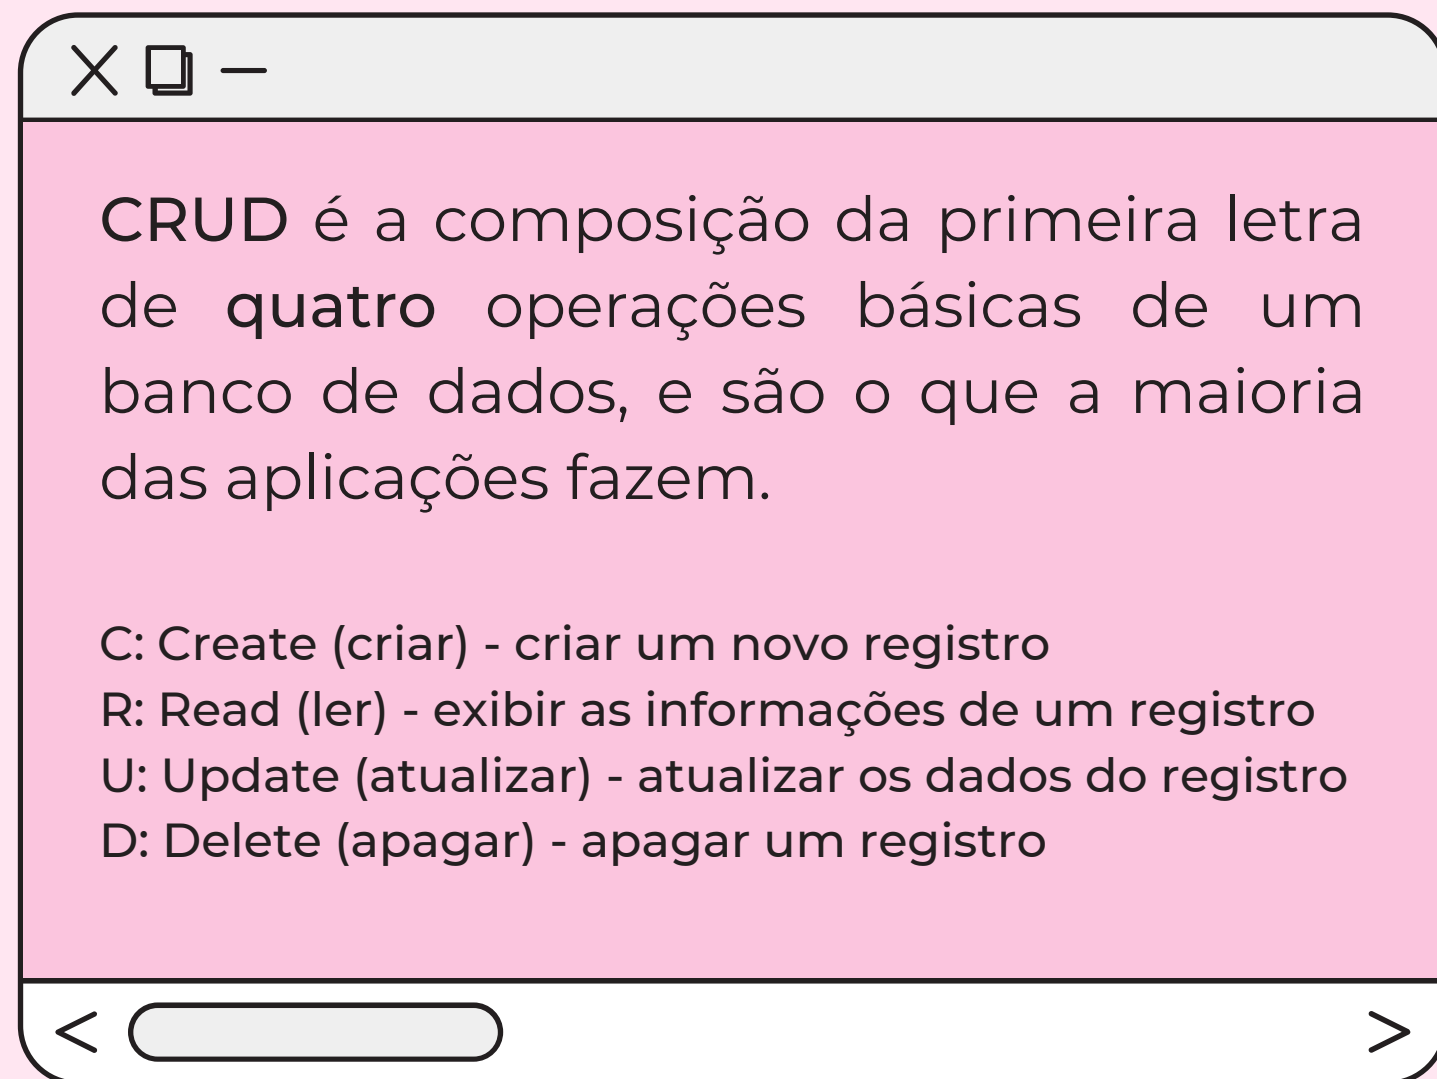 CRUD é a composição da primeira letra
de quatro operações básicas de um
banco de dados, e são o que a maioria
das aplicações fazem.
C: Create (criar) - criar um novo registro
R: Read (ler) - exibir as informações de um registro
U: Update (atualizar) - atualizar os dados do registro
D: Delete (apagar) - apagar um registro